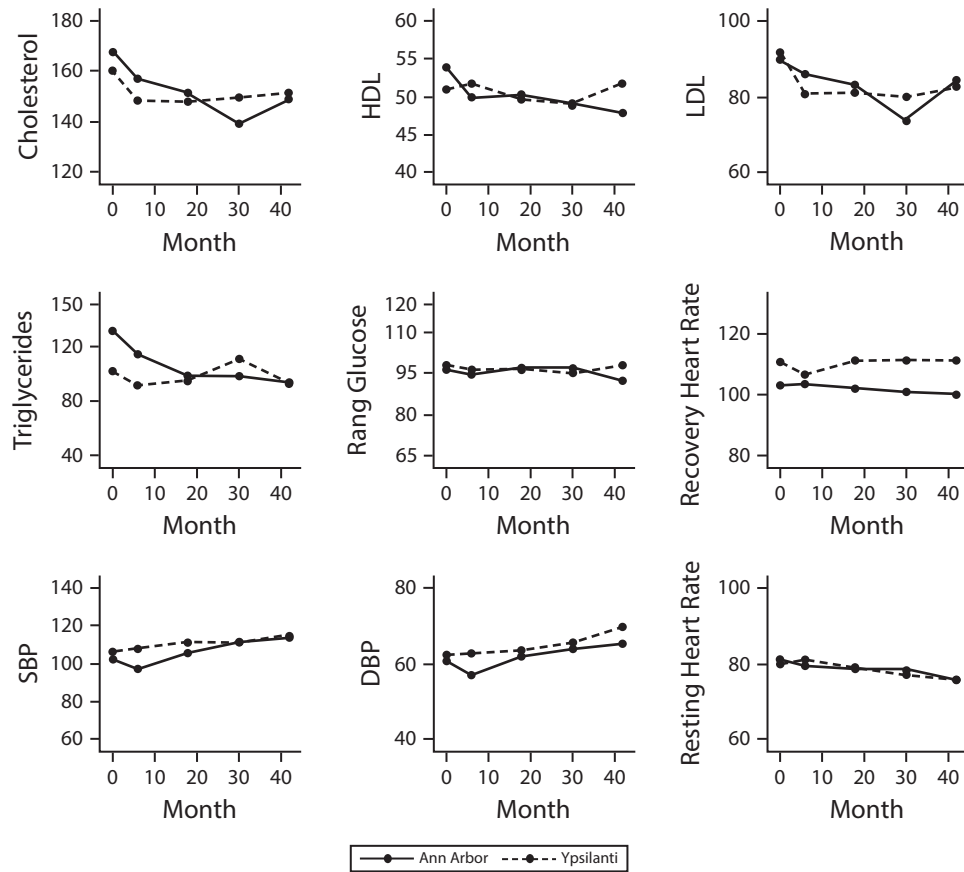 Cholesterol
180
160
140
120
0 10 20 30 40
Month
HDL
60
55
50
45
40
0 10 20 30 40
Month
LDL
100
80
60
0 10 20 30 40
Month
Triglycerides
150
120
80
40
0 10 20 30 40
Month
Rang Glucose
120
110
95
80
65
0 10 20 30 40
Month
Recovery Heart Rate
120
100
80
0 10 20 30 40
Month
SBP
140
120
100
80
60
0 10 20 30 40
Month
DBP
80
60
40
0 10 20 30 40
Month
Resting Heart Rate
100
80
60
0 10 20 30 40
Month
Ann Arbor Ypsilanti